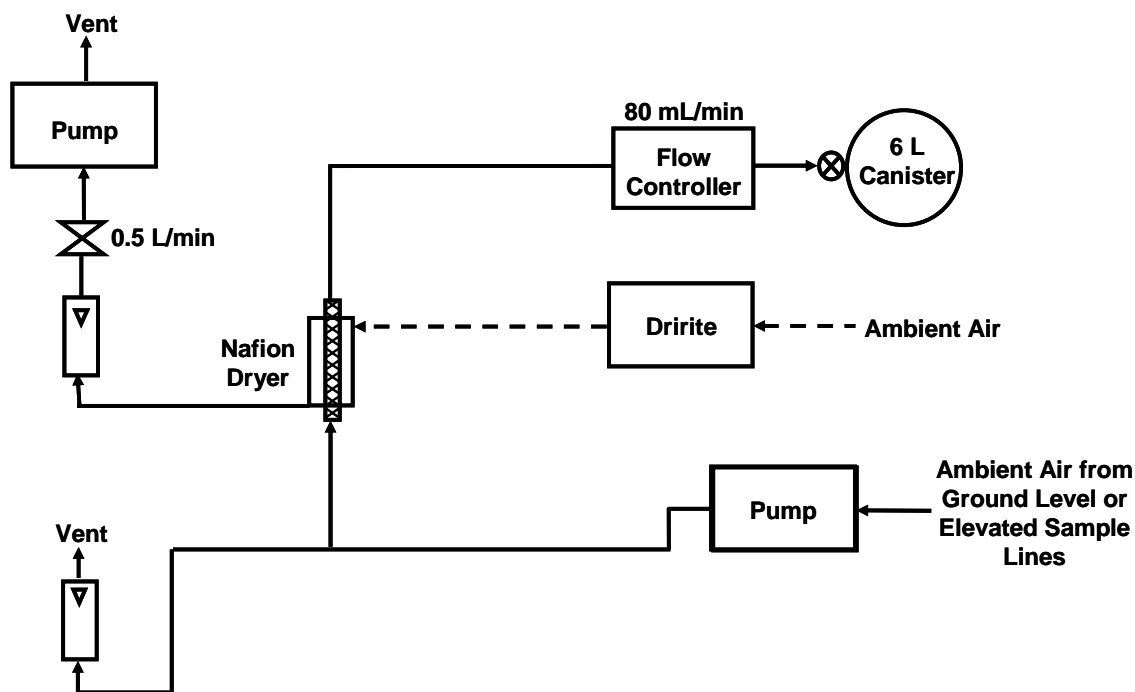 Vent
Pump
0.5 L/min
80 mL/min
Flow
Controller
6 L
Canister
Dririte
Ambient Air
Nafion
Dryer
Pump
Ambient Air from
Ground Level or
Elevated Sample
Lines
Vent